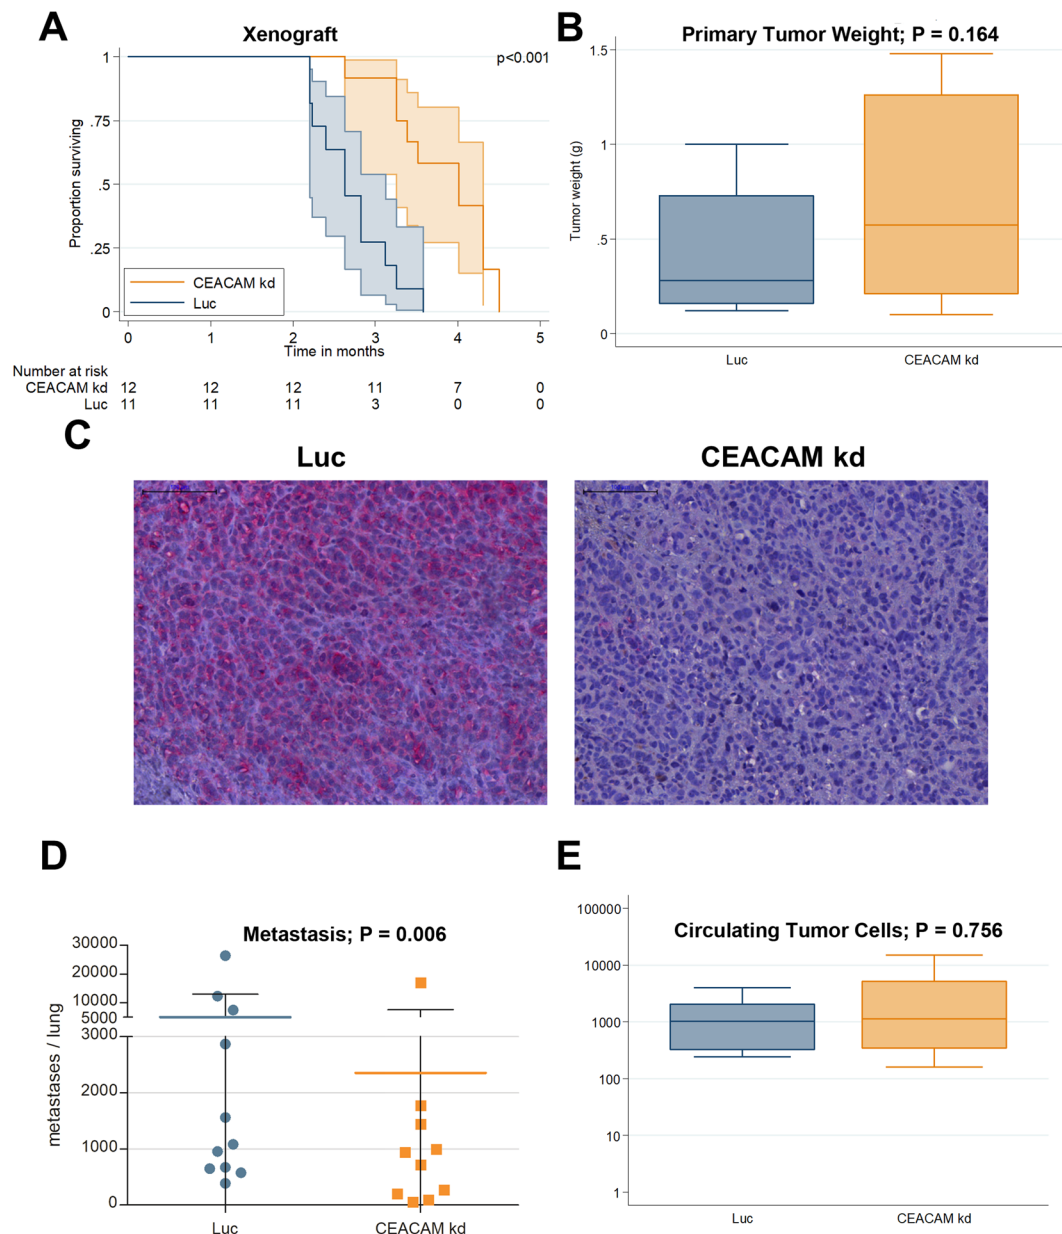 A
Xenograft
p<0.001
Proportion surviving
1
.75
.5
.25
0
CEACAM kd
Luc
0 1 2 3 4 5
Time in months
Number at risk
CEACAM kd 12 12 12 11 7 0
Luc 11 11 11 3 0 0
B
Primary Tumor Weight; P = 0.164
Tumor weight (g)
1.5
1
.5
0
Luc CEACAM kd
C
Luc CEACAM kd
D
Metastasis; P = 0.006
metastases / lung
30000
20000
10000
5000
3000
2000
1000
0
Luc CEACAM kd
E
Circulating Tumor Cells; P = 0.756
100000
10000
1000
100
10
1
Luc CEACAM kd